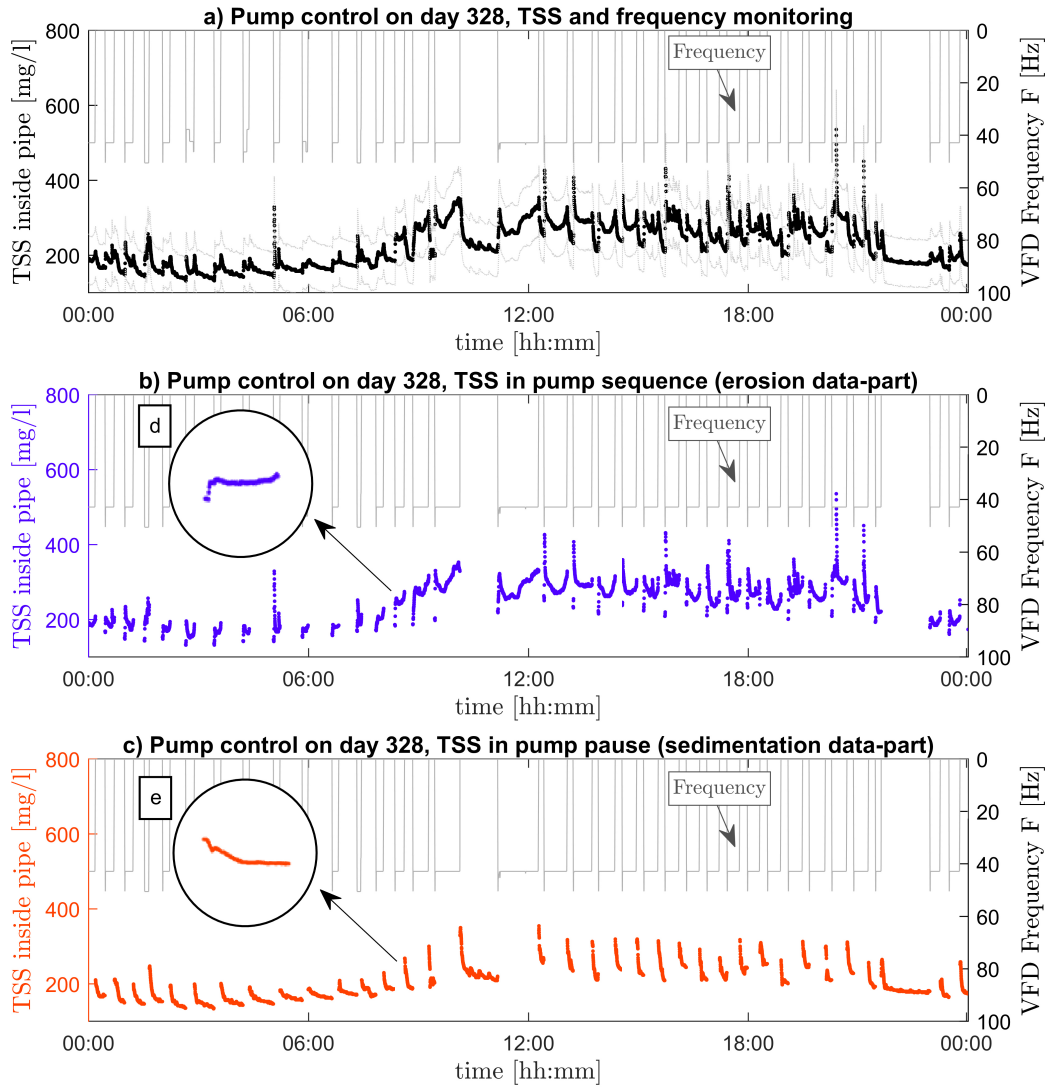 a) Pump control on day 328, TSS and frequency monitoring
TSS inside pipe [mg/l]
800
600
400
200
Frequency
0
20
40
60
80
100
VFD Frequency F [Hz]
00:00
06:00
12:00
18:00
00:00
time [hh:mm]
b) Pump control on day 328, TSS in pump sequence (erosion data-part)
TSS inside pipe [mg/l]
800
600
400
200
d
Frequency
0
20
40
60
80
100
VFD Frequency F [Hz]
00:00
06:00
12:00
18:00
00:00
time [hh:mm]
c) Pump control on day 328, TSS in pump pause (sedimentation data-part)
TSS inside pipe [mg/l]
800
600
400
200
e
Frequency
0
20
40
60
80
100
VFD Frequency F [Hz]
00:00
06:00
12:00
18:00
00:00
time [hh:mm]